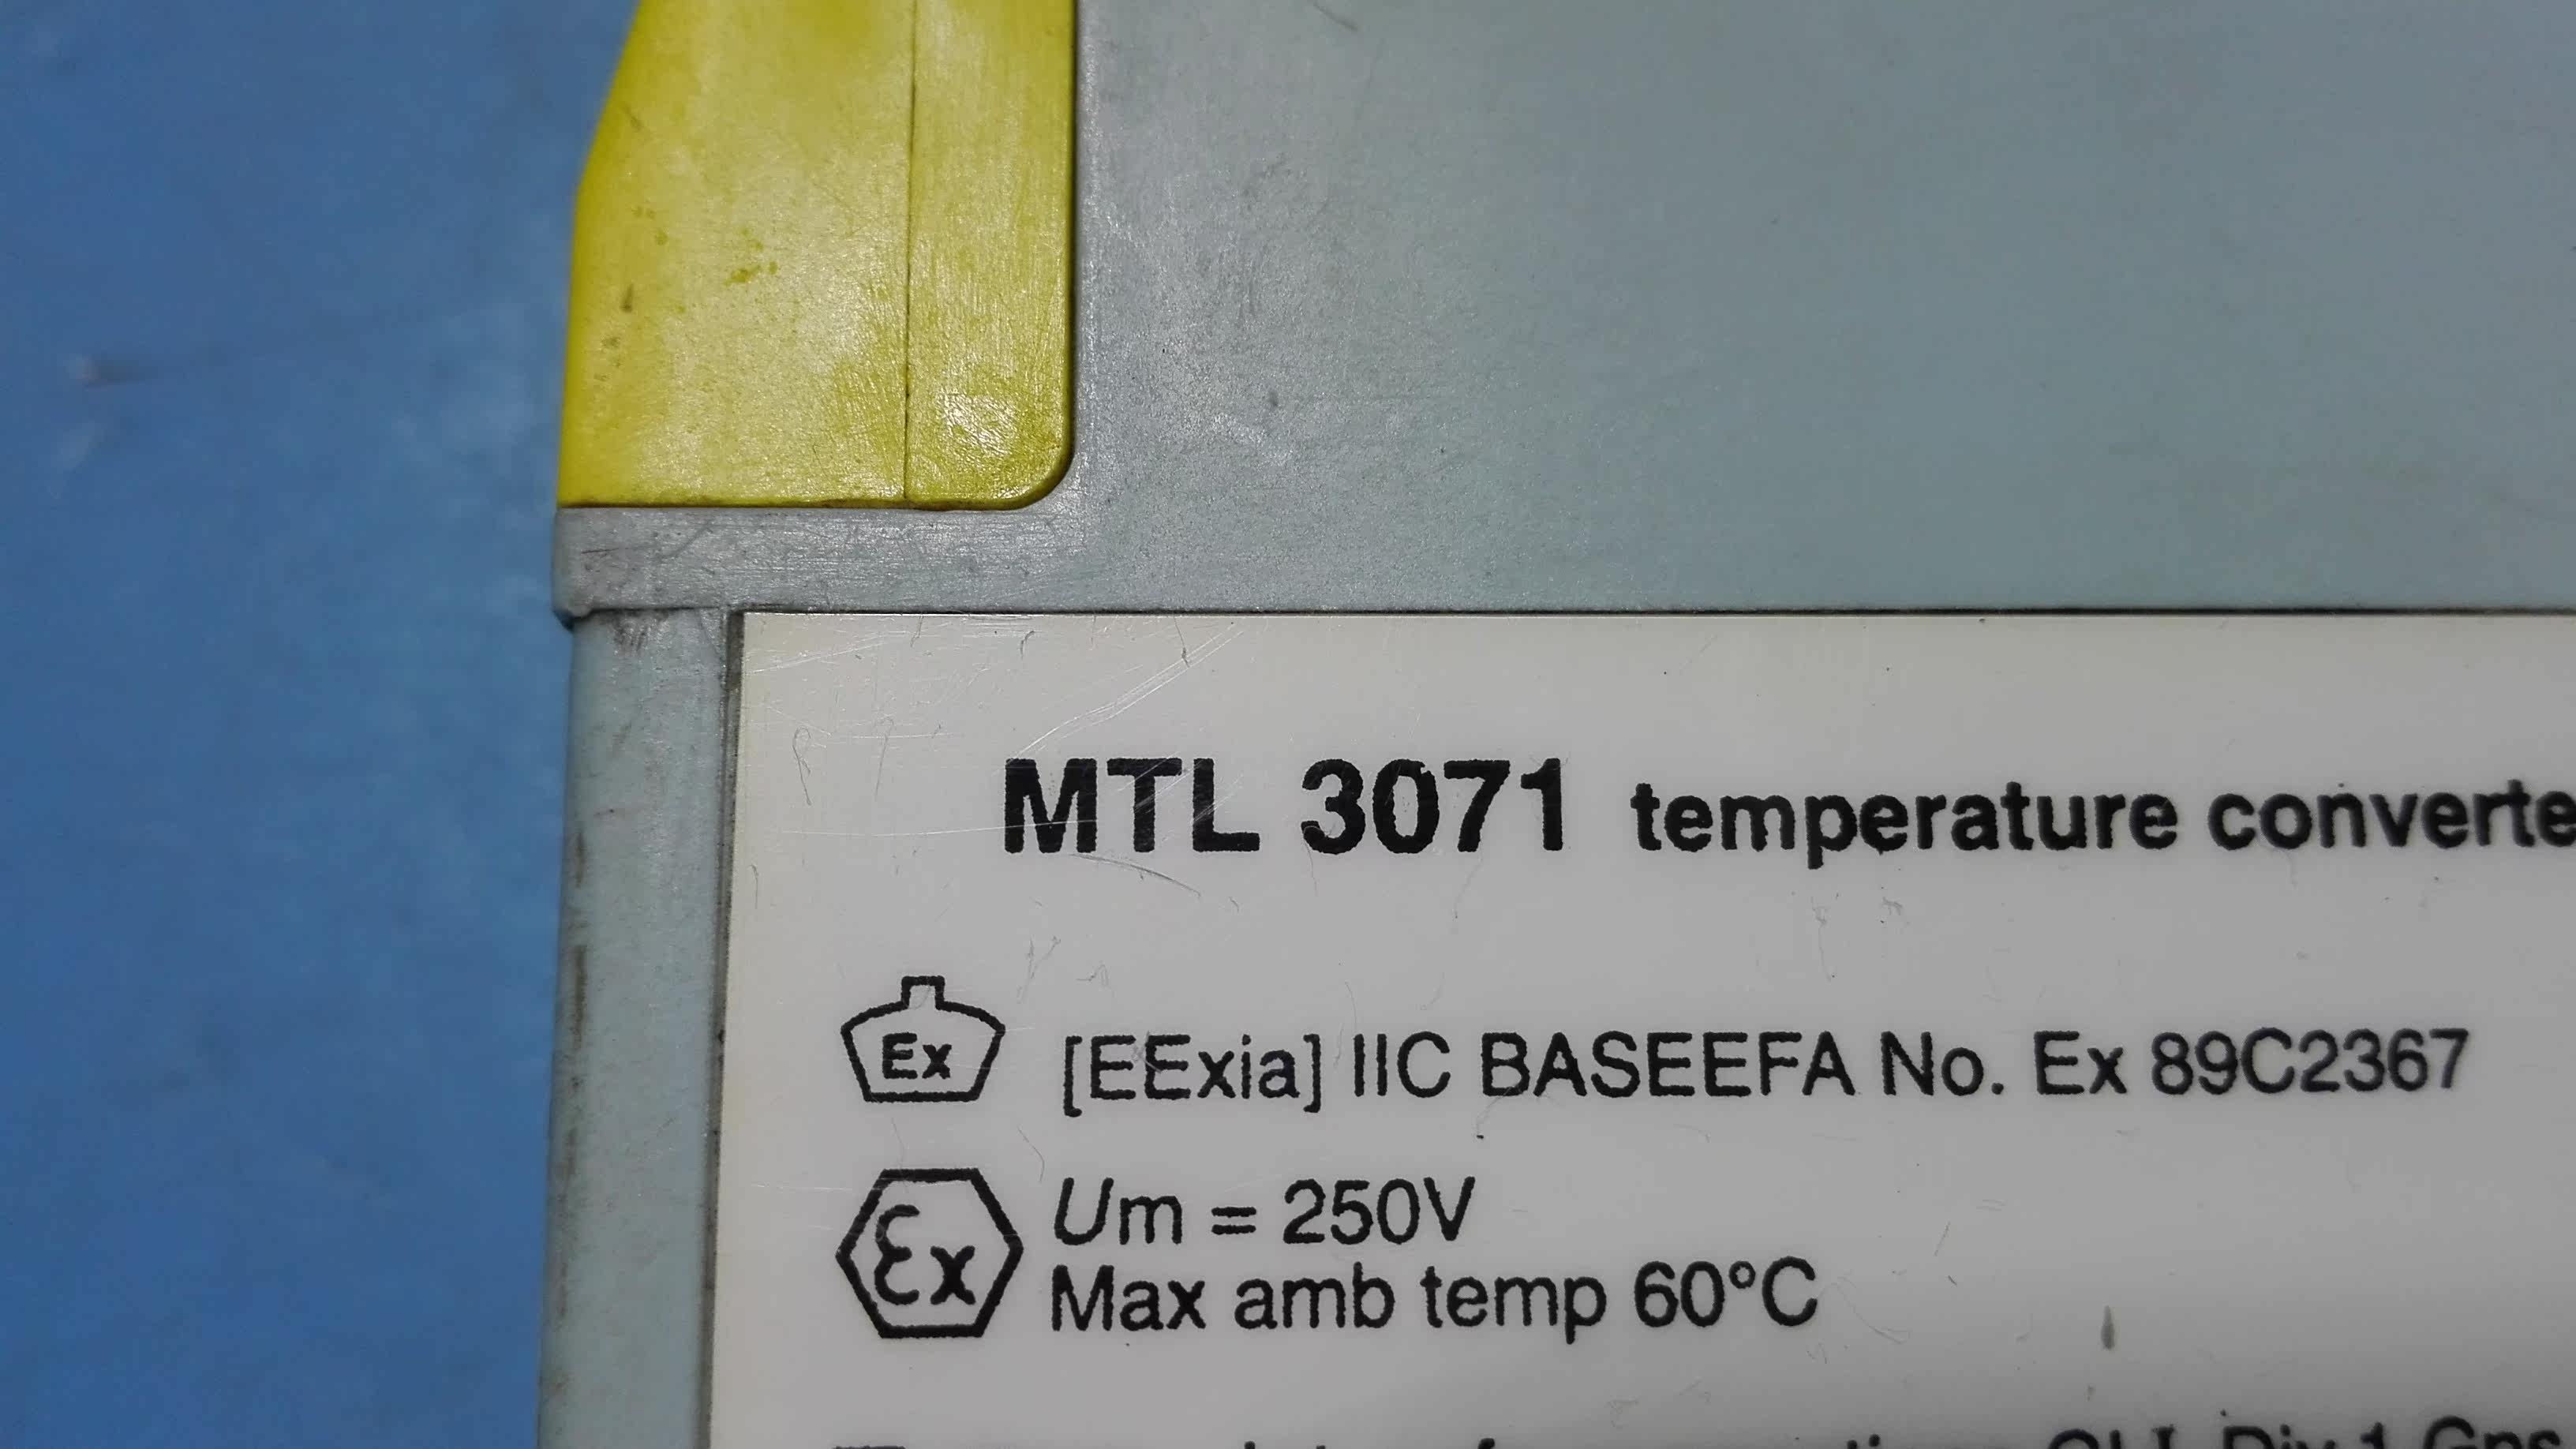 MTL 3071 temperature converte
Ex [EExia] IIC BASEEFA No. Ex 89C2367
Ex Um = 250V
Max amb temp 60°C